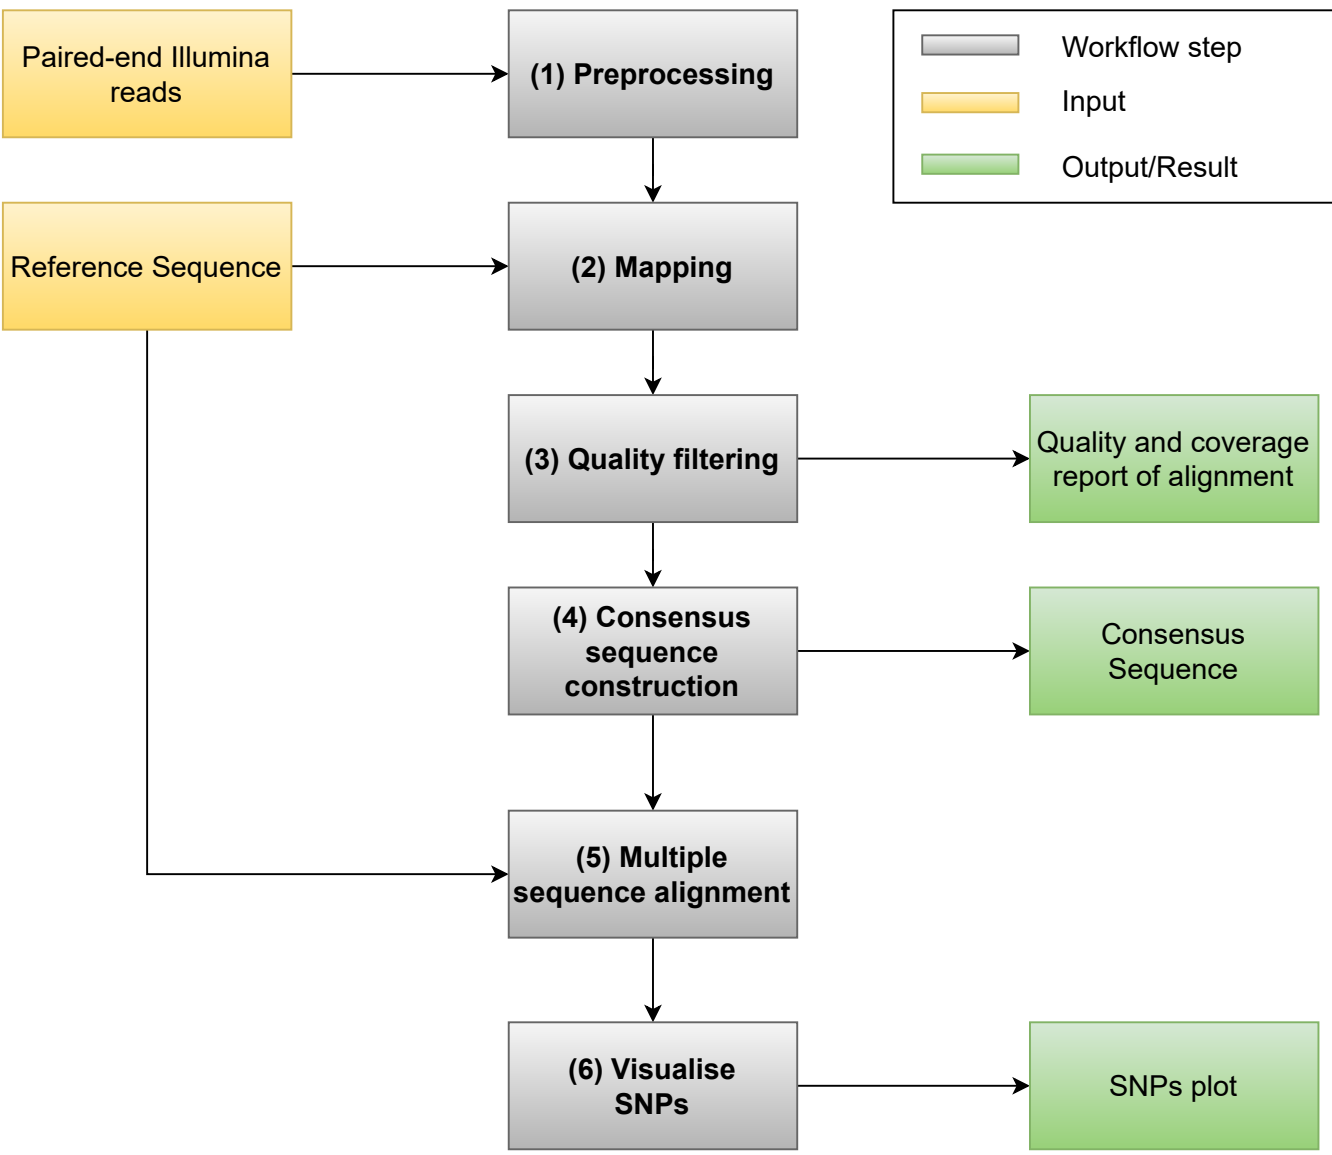 Paired-end Illumina
reads
(1) Preprocessing
Workflow step
Input
Output/Result
Reference Sequence
(2) Mapping
(3) Quality filtering
Quality and coverage
report of alignment
(4) Consensus
sequence
construction
Consensus
Sequence
(5) Multiple
sequence alignment
(6) Visualise
SNPs
SNPs plot